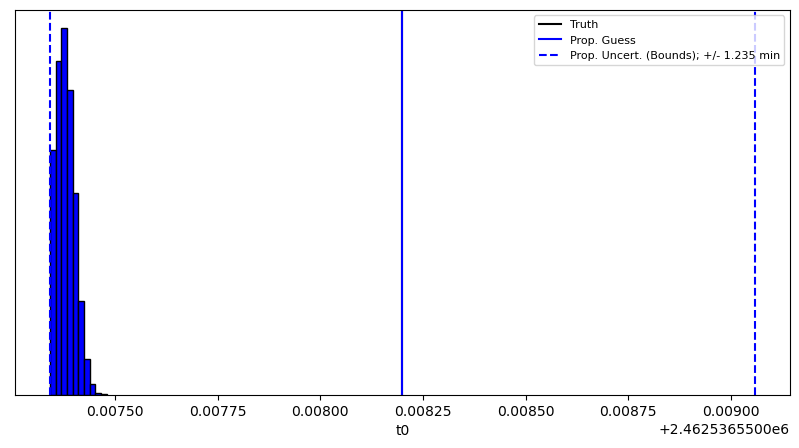 Truth
Prop. Guess
Prop. Uncert. (Bounds); +/- 1.235 min
0.00750 0.00775 0.00800 0.00825 0.00850 0.00875 0.00900
t0 +2.4625365500e6